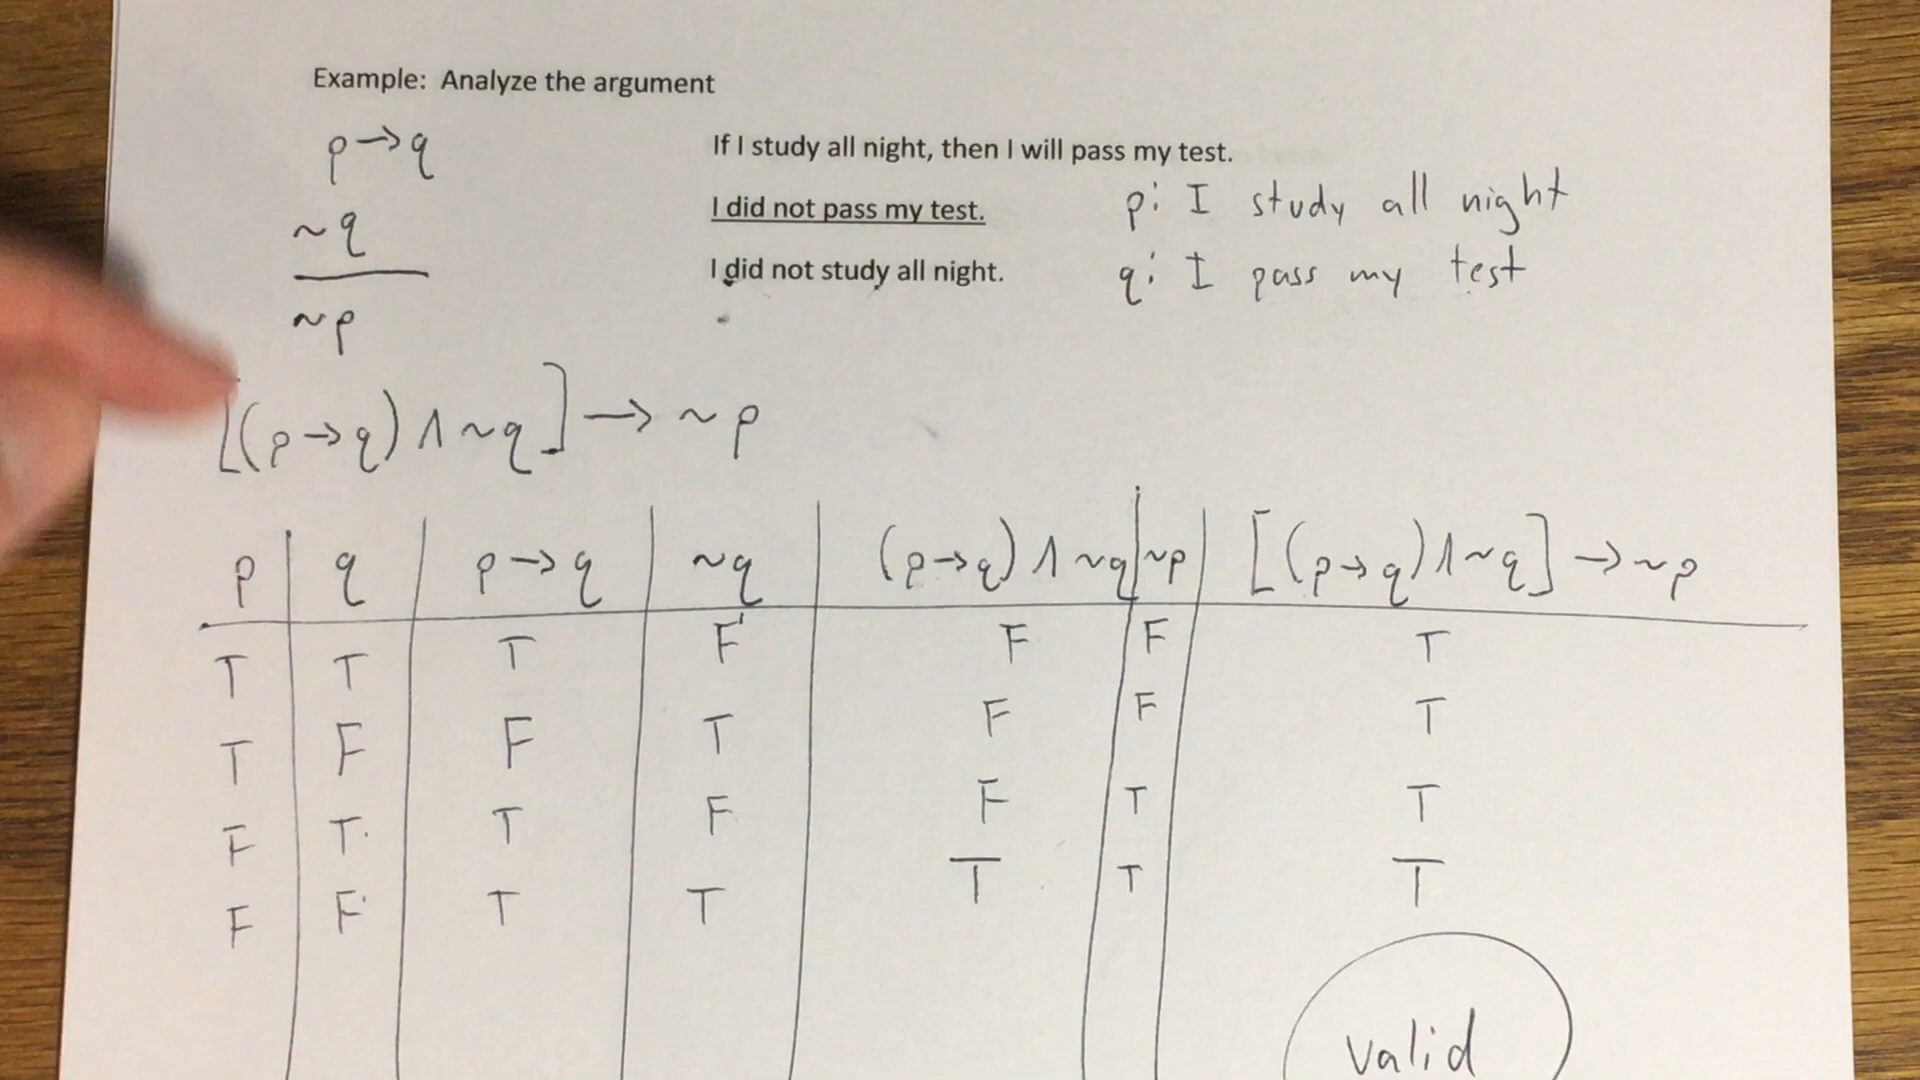 Example: Analyze the argument
p→q If I study all night, then I will pass my test.
~q I did not pass my test. p: I study all night
~p I did not study all night. q: I pass my test
[(p→q) ∧ ~q] → ~p
p q p→q ~q (p→q) ∧ ~q ~p [(p→q) ∧ ~q] → ~p
T T T F F F T
T F F T F F T
F T T F F T T
F F T T T T T
valid